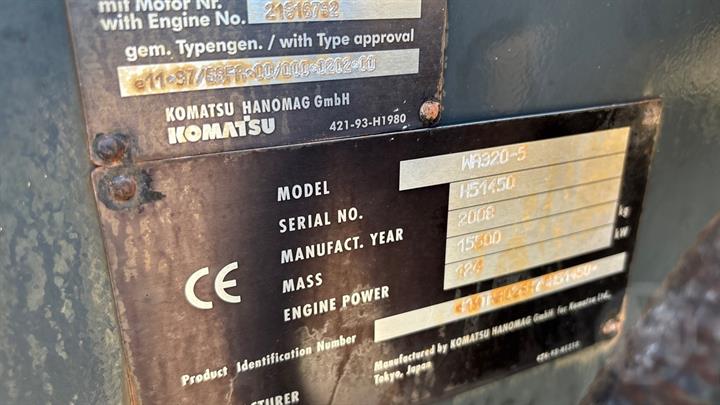 mit Motor Nr.
with Engine No. 21616762
gem. Typengen. / with Type approval
KOMATSU HANOMAG GmbH
KOMATSU 421-93-H1980
MODEL WA320-5
SERIAL NO. H51450
MANUFACT. YEAR 2008
MASS 15500 kg
ENGINE POWER 124 kW
CE
Product Identification Number
Manufactured by KOMATSU HANOMAG GmbH for Komatsu Ltd.,
Tokyo, Japan